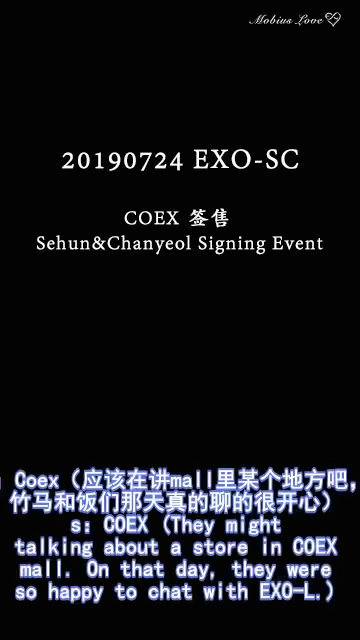 Mobius Love
20190724 EXO-SC
COEX 签售
Sehun&Chanyeol Signing Event
Coex（应该在讲mall里某个地方吧，
竹马和饭们那天真的聊的很开心）
s: COEX (They might
talking about a store in COEX
mall. On that day, they were
so happy to chat with EXO-L.)